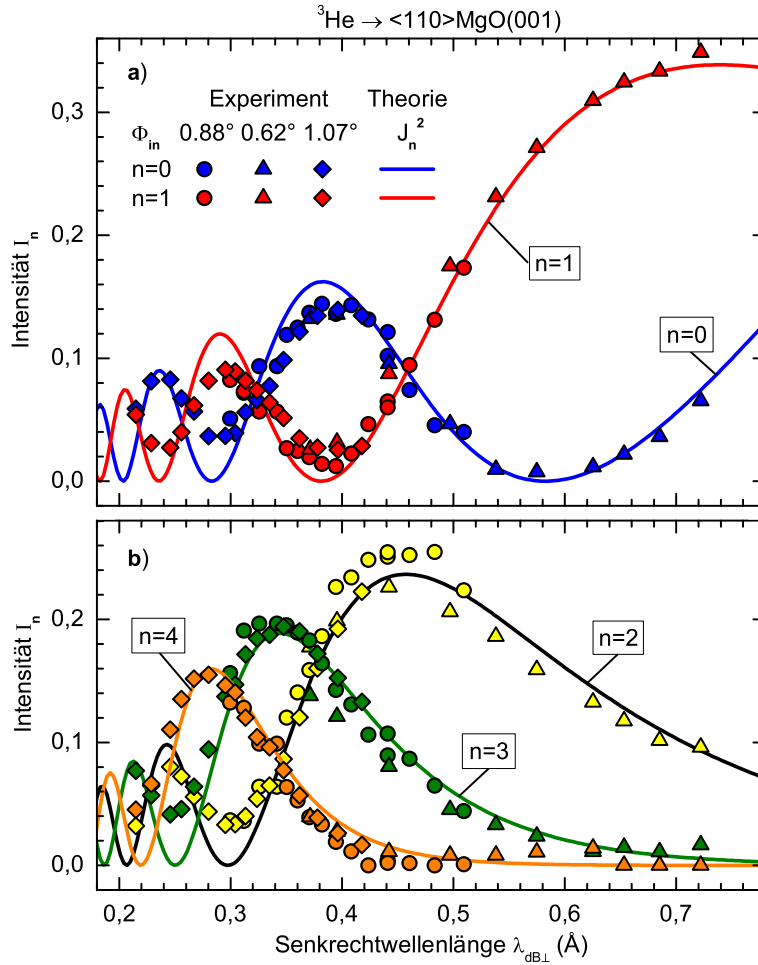 ³He → <110>MgO(001)
a)
Experiment Theorie
Φin 0.88° 0.62° 1.07° Jn²
n=0
n=1
n=1
n=0
Intensität In
0,3
0,2
0,1
0,0
b)
n=4
n=2
n=3
Intensität In
0,2
0,1
0,0
0,2 0,3 0,4 0,5 0,6 0,7
Senkrechtwellenlänge λdB⊥ (Å)